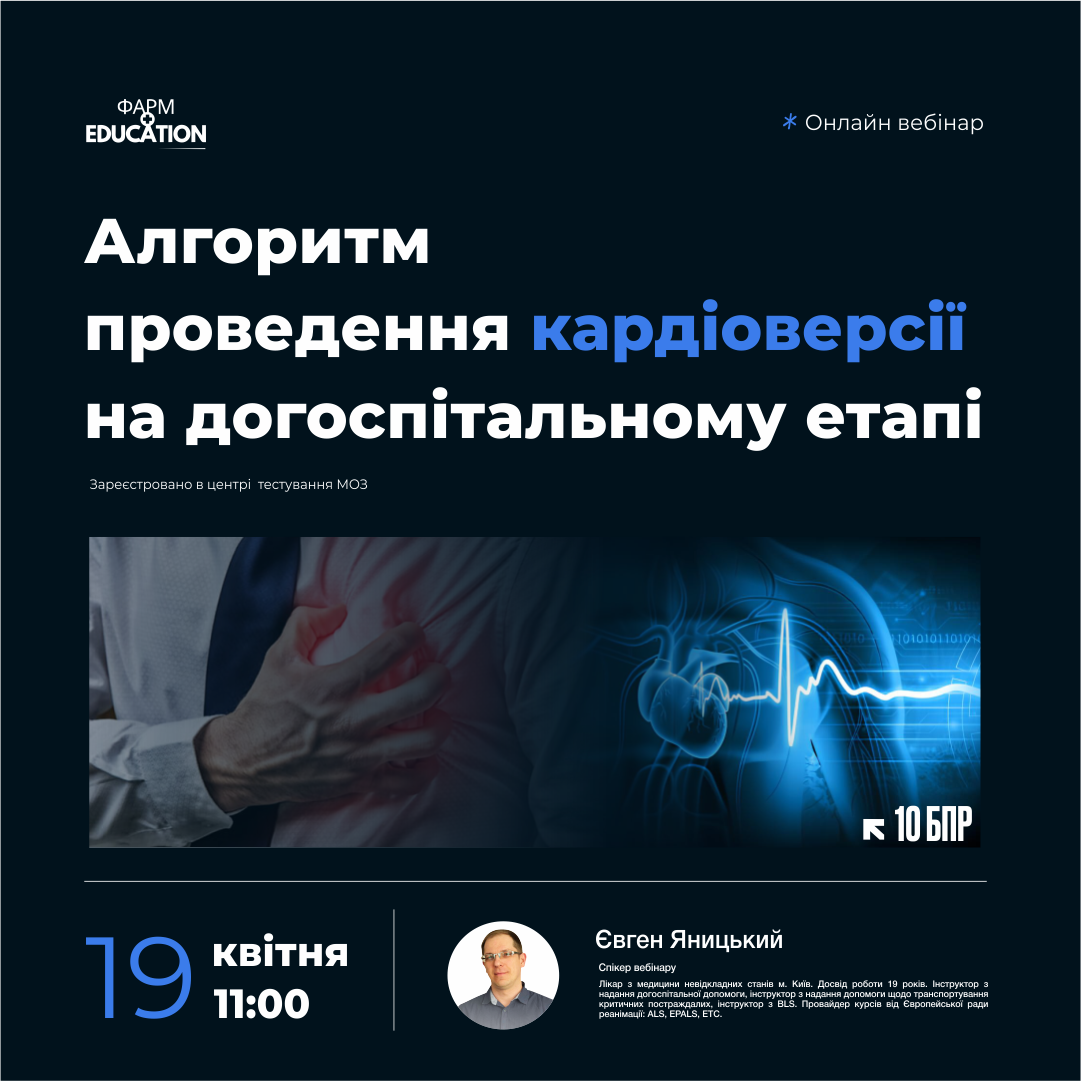 ФАРМ
EDUCATION
Онлайн вебінар
Алгоритм
проведення кардіоверсії
на догоспітальному етапі
Зареєстровано в центрі тестування МОЗ
10 БПР
19
квітня
11:00
Євген Яницький
Спікер вебінару
Лікар з медицини невідкладних станів м. Київ. Досвід роботи 19 років. Інструктор з
надання догоспітальної допомоги, інструктор з надання допомоги щодо транспортування
критичних постраждалих, інструктор з BLS. Провайдер курсів від Європейської ради
реанімації: ALS, EPALS, ETC.